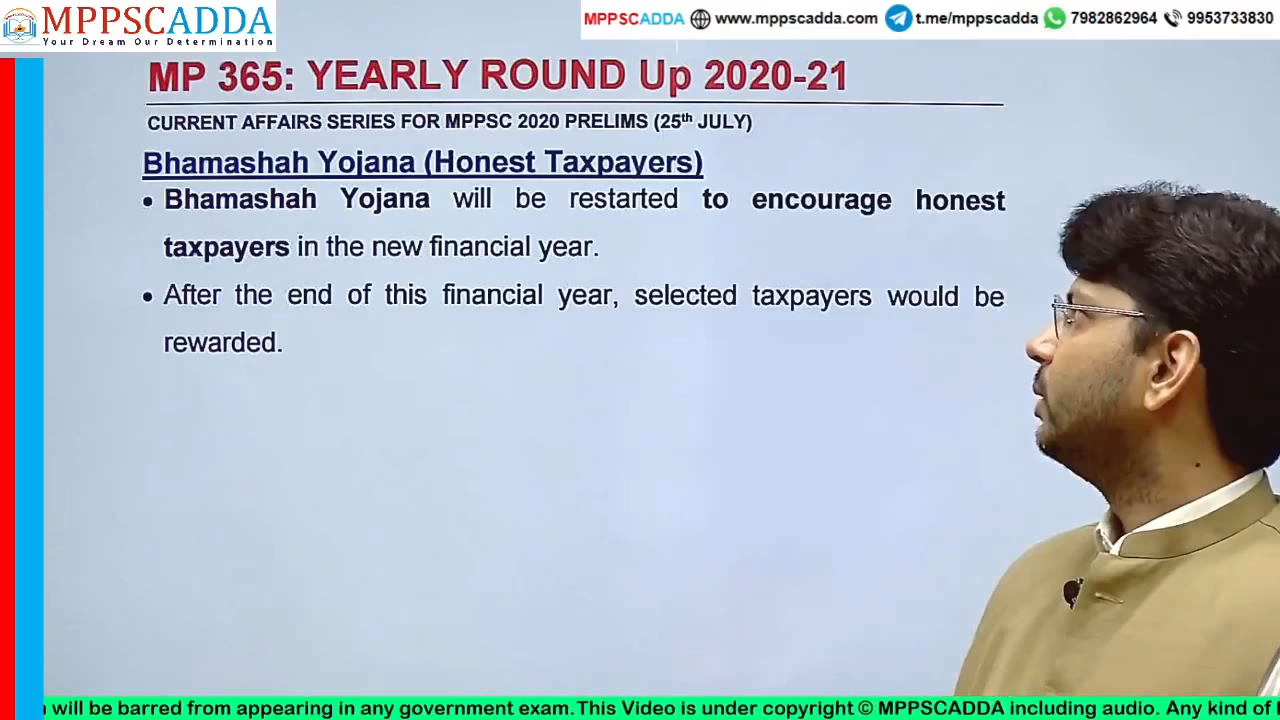 MPPSCADDA
Your Dream Our Determination
MPPSCADDA www.mppscadda.com t.me/mppscadda 7982862964 9953733830
MP 365: YEARLY ROUND Up 2020-21
CURRENT AFFAIRS SERIES FOR MPPSC 2020 PRELIMS (25th JULY)
Bhamashah Yojana (Honest Taxpayers)
• Bhamashah Yojana will be restarted to encourage honest
taxpayers in the new financial year.
• After the end of this financial year, selected taxpayers would be
rewarded.
will be barred from appearing in any government exam.This Video is under copyright © MPPSCADDA including audio. Any kind of